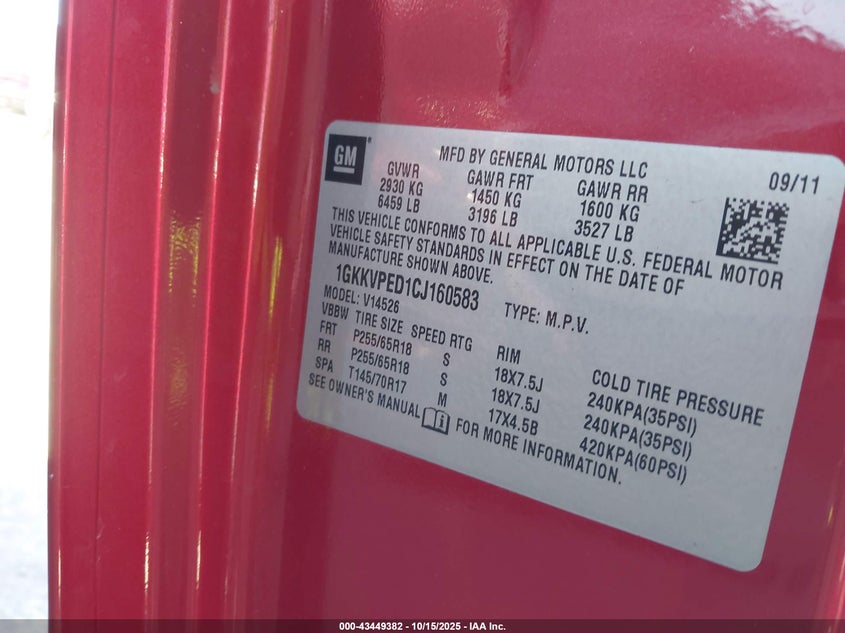 GM
MFD BY GENERAL MOTORS LLC 09/11
GVWR GAWR FRT GAWR RR
2930 KG 1450 KG 1600 KG
6459 LB 3196 LB 3527 LB
THIS VEHICLE CONFORMS TO ALL APPLICABLE U.S. FEDERAL MOTOR
VEHICLE SAFETY STANDARDS IN EFFECT ON THE DATE OF
MANUFACTURE SHOWN ABOVE.
1GKKVPED1CJ160583 TYPE: M.P.V.
MODEL: V14526
VBBW TIRE SIZE SPEED RTG RIM COLD TIRE PRESSURE
FRT P255/65R18 S 18X7.5J 240KPA(35PSI)
RR P255/65R18 S 18X7.5J 240KPA(35PSI)
SPA T145/70R17 M 17X4.5B 420KPA(60PSI)
SEE OWNER'S MANUAL FOR MORE INFORMATION.
000-43449382 - 10/15/2025 - IAA Inc.